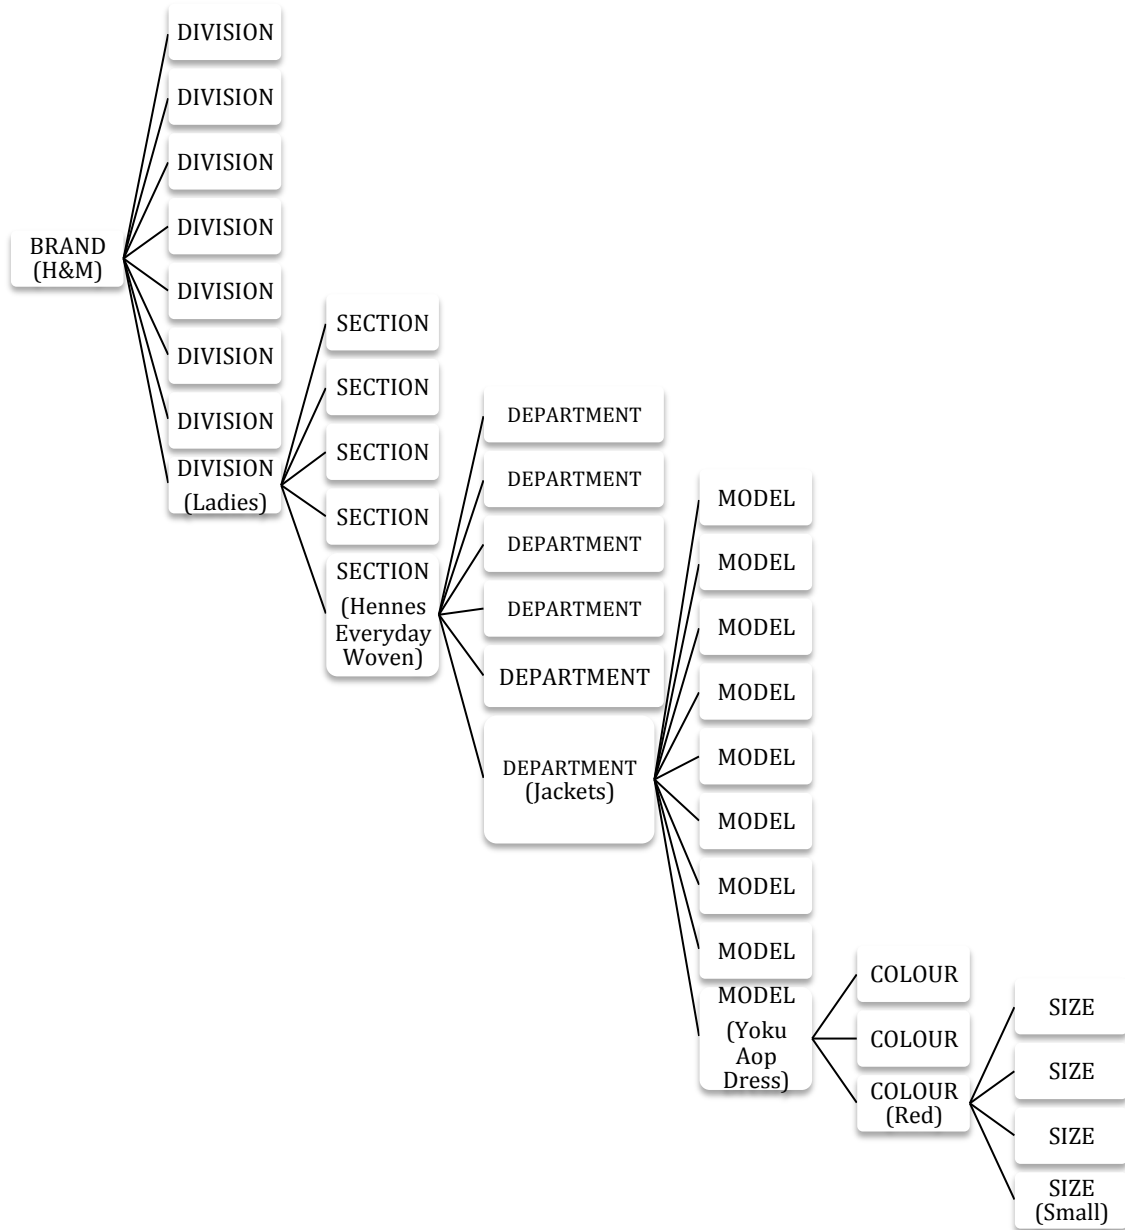 BRAND
(H&M)
DIVISION
DIVISION
DIVISION
DIVISION
DIVISION
DIVISION
DIVISION
DIVISION
(Ladies)
SECTION
SECTION
SECTION
SECTION
SECTION
(Hennes
Everyday
Woven)
DEPARTMENT
DEPARTMENT
DEPARTMENT
DEPARTMENT
DEPARTMENT
DEPARTMENT
(Jackets)
MODEL
MODEL
MODEL
MODEL
MODEL
MODEL
MODEL
MODEL
MODEL
(Yoku
Aop
Dress)
COLOUR
COLOUR
COLOUR
(Red)
SIZE
SIZE
SIZE
SIZE
(Small)